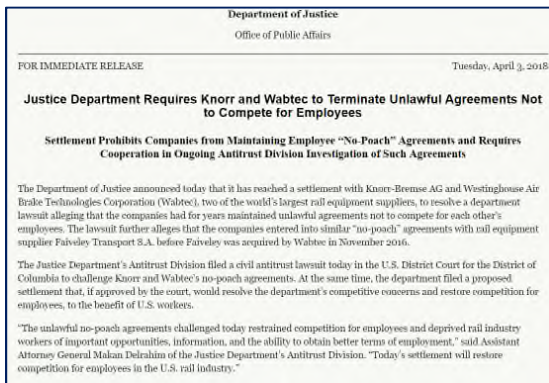 Department of Justice
Office of Public Affairs
FOR IMMEDIATE RELEASE Tuesday, April 3, 2018
Justice Department Requires Knorr and Wabtec to Terminate Unlawful Agreements Not
to Compete for Employees
Settlement Prohibits Companies from Maintaining Employee “No-Poach” Agreements and Requires
Cooperation in Ongoing Antitrust Division Investigation of Such Agreements
The Department of Justice announced today that it has reached a settlement with Knorr-Bremse AG and Westinghouse Air
Brake Technologies Corporation (Wabtec), two of the world’s largest rail equipment suppliers, to resolve a department
lawsuit alleging that the companies had for years maintained unlawful agreements not to compete for each other’s
employees. The lawsuit further alleges that the companies entered into similar “no-poach” agreements with rail equipment
supplier Faiveley Transport S.A. before Faiveley was acquired by Wabtec in November 2016.
The Justice Department’s Antitrust Division filed a civil antitrust lawsuit today in the U.S. District Court for the District of
Columbia to challenge Knorr and Wabtec’s no-poach agreements. At the same time, the department filed a proposed
settlement that, if approved by the court, would resolve the department’s competitive concerns and restore competition for
employees, to the benefit of U.S. workers.
“The unlawful no-poach agreements challenged today restrained competition for employees and deprived rail industry
workers of important opportunities, information, and the ability to obtain better terms of employment,” said Assistant
Attorney General Makan Delrahim of the Justice Department’s Antitrust Division. “Today’s settlement will restore
competition for employees in the U.S. rail industry.”